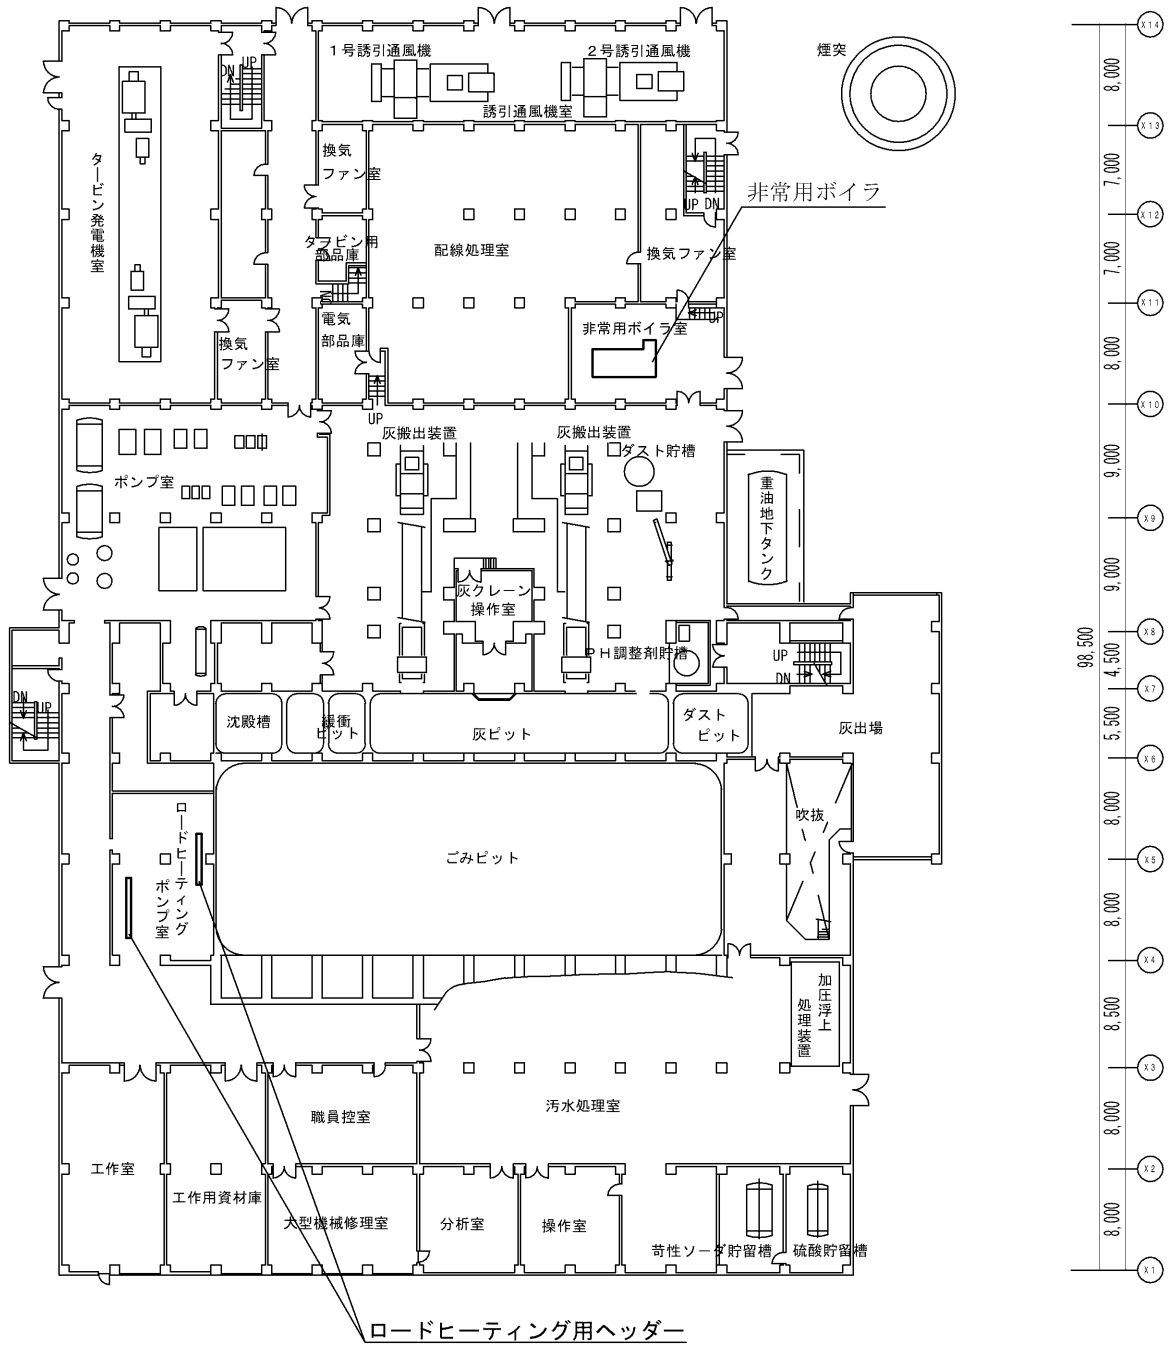 １号誘引通風機
２号誘引通風機
誘引通風機室
煙突
X14
8,000
DN
UP
X13
タービン発電機室
換気
ファン室
7,000
UP DN
非常用ボイラ
X12
タービン用
部品庫
配線処理室
換気ファン室
7,000
DN
X11
換気
ファン室
電気
部品庫
非常用ボイラ室
UP
8,000
X10
UP
灰搬出装置
灰搬出装置
ダスト貯槽
9,000
ポンプ室
重油地下タンク
X9
9,000
灰クレーン
操作室
X8
98,500
ＰＨ調整剤貯槽
UP
DN
4,500
X7
DN
UP
沈殿槽
緩衝
ピット
灰ピット
ダスト
ピット
灰出場
5,500
X6
ロードヒーティング
ポンプ室
吹抜
8,000
ごみピット
X5
8,000
X4
加圧浮上
処理装置
8,500
X3
職員控室
汚水処理室
8,000
X2
工作室
工作用資材庫
大型機械修理室
分析室
操作室
苛性ソーダ貯留槽
硫酸貯留槽
8,000
X1
ロードヒーティング用ヘッダー